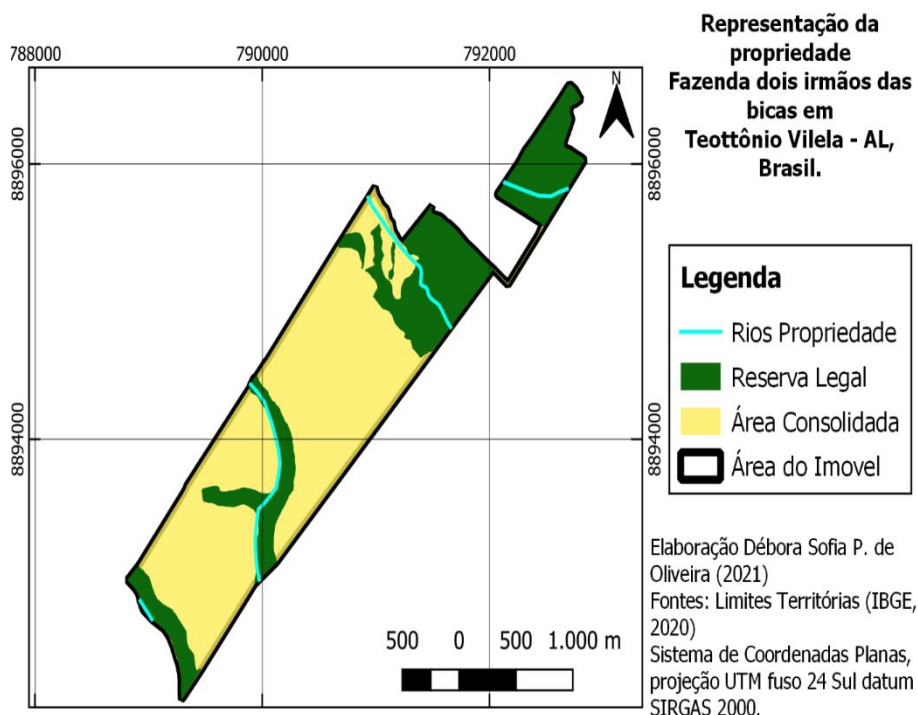 788000
790000
792000
8896000
8894000
N
8896000
8894000
500 0 500 1.000 m
Representação da
propriedade
Fazenda dois irmãos das
bicas em
Teottônio Vilela - AL,
Brasil.
Legenda
Rios Propriedade
Reserva Legal
Área Consolidada
Área do Imovel
Elaboração Débora Sofia P. de
Oliveira (2021)
Fontes: Limites Territórias (IBGE,
2020)
Sistema de Coordenadas Planas,
projeção UTM fuso 24 Sul datum
SIRGAS 2000.